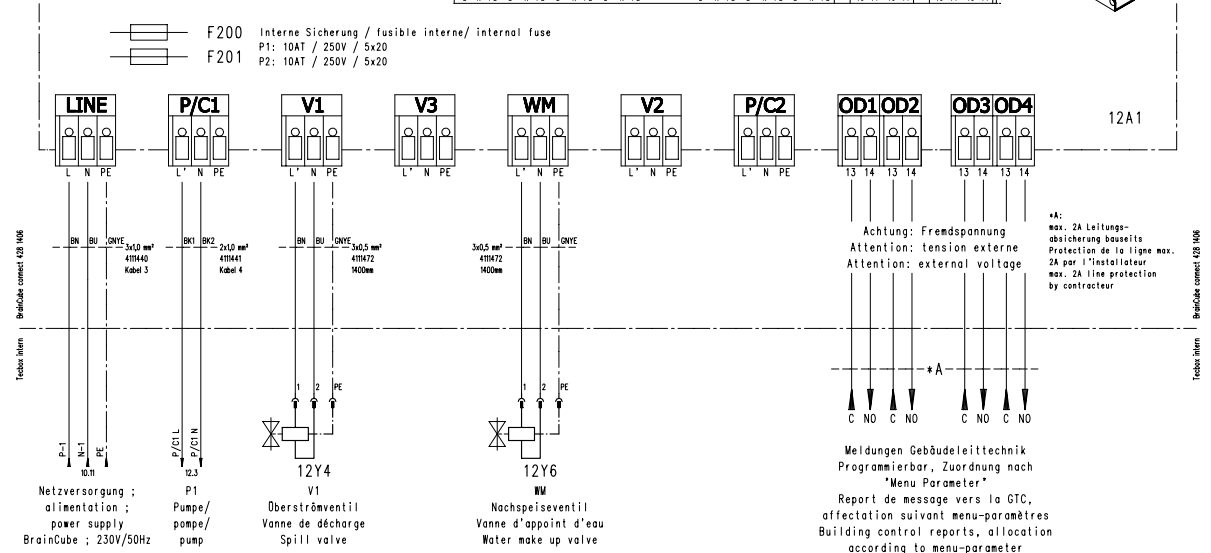 F200 Interne Sicherung / fusible interne/ internal fuse
P1: 10AT / 250V / 5x20
F201 P2: 10AT / 250V / 5x20
LINE P/C1 V1 V3 WM V2 P/C2 OD1 OD2 OD3 OD4
12A1
L N PE L' N PE L' N PE L' N PE L' N PE L' N PE L' N PE 13 14 13 14 13 14 13 14
BN BU GNYE
3x1,0 mm²
4111440
Kabel 3
BK1 BK2
2x1,0 mm²
4111441
Kabel 4
BN BU GNYE
3x0,5 mm²
4111472
1400mm
3x0,5 mm²
4111472
1400mm
BN BU GNYE
Achtung: Fremdspannung
Attention: tension externe
Attention: external voltage
*A:
max. 2A Leitungs-
absicherung bauseits
Protection de la ligne max.
2A par l'installateur
max. 2A line protection
by contracteur
BrainCube connect 428 1406
Tecbox intern
BrainCube connect 428 1406
Tecbox intern
1 2 PE
1 2 PE
*A
C NO C NO C NO C NO
P-1 N-1 PE
10.11
P/C1 L P/C1 N
12.3
12Y4
12Y6
Netzversorgung ;
alimentation ;
power supply
BrainCube ; 230V/50Hz
P1
Pumpe/
pompe/
pump
V1
Überströmventil
Vanne de décharge
Spill valve
WM
Nachspeiseventil
Vanne d'appoint d'eau
Water make up valve
Meldungen Gebäudeleittechnik
Programmierbar, Zuordnung nach
"Menu Parameter"
Report de message vers la GTC,
affectation suivant menu-paramètres
Building control reports, allocation
according to menu-parameter